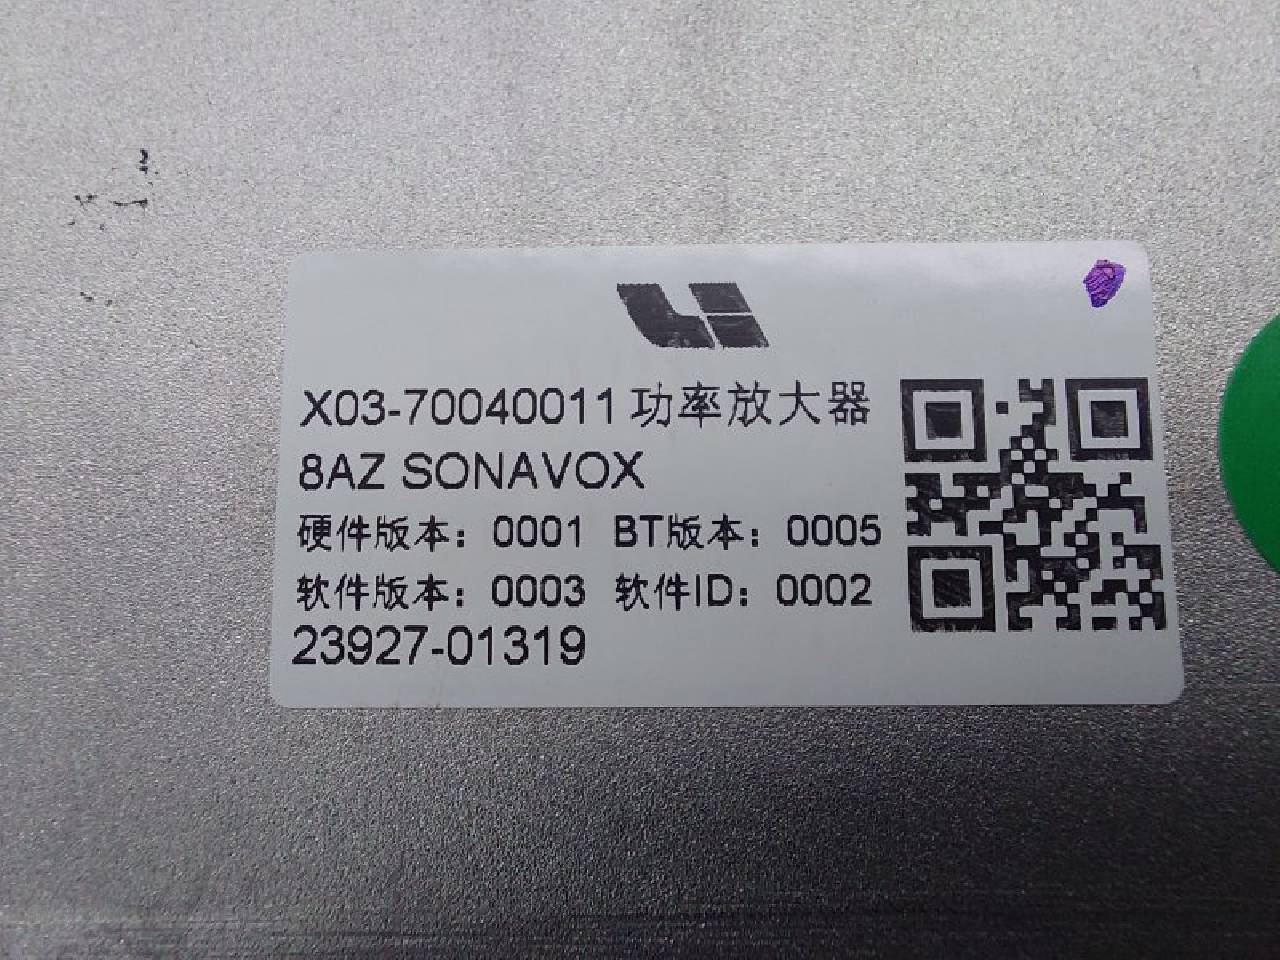 Li
X03-70040011 功率放大器
8AZ SONAVOX
硬件版本：0001 BT版本：0005
软件版本：0003 软件ID：0002
23927-01319